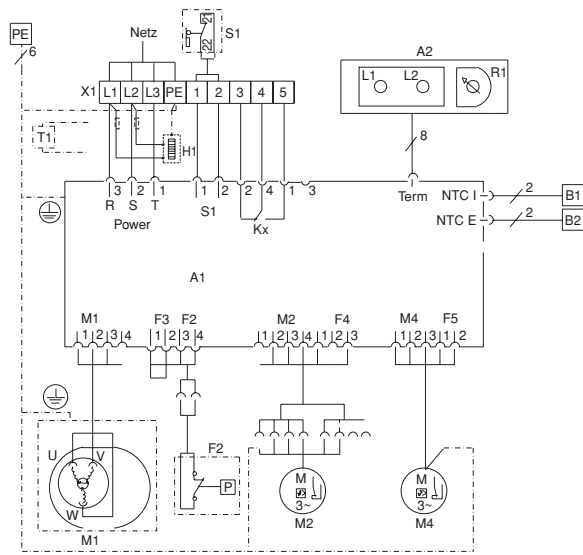 PE
6
Netz
21
22
S1
A2
L1 L2 R1
X1 L1 L2 L3 PE 1 2 3 4 5
T1
H1
8
3 2 1 1 2 2 4 1 3
R S T S1 Term
Power
Kx
NTC I 2 B1
NTC E 2 B2
A1
M1 F3 F2 M2 F4 M4 F5
1 2 3 4 1 2 3 4 1 2 3 4 1 2 3 1 2 3 1 2
F2
P
U V
W
M1
M
3~
M2
M
3~
M4